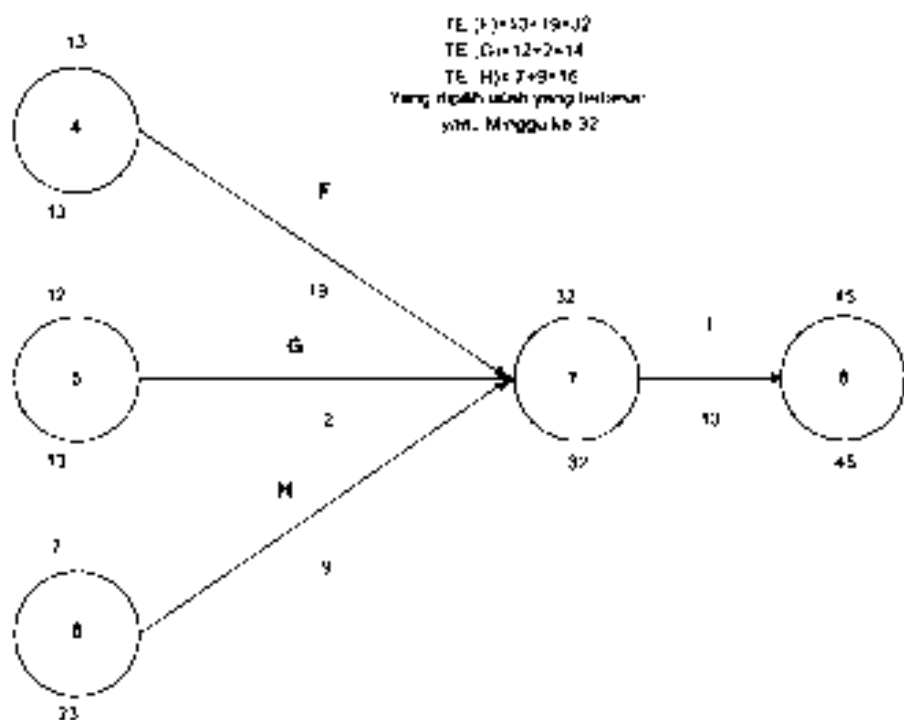 13
TE (F)=13+19=32
TE (G)=12+2=14
TE (H)= 7+9=16
Yang dipilih ialah yang terbesar
yaitu Minggu ke 32
4
F
13
19
12
32
45
G
I
5
7
8
2
13
13
32
45
H
7
9
6
23